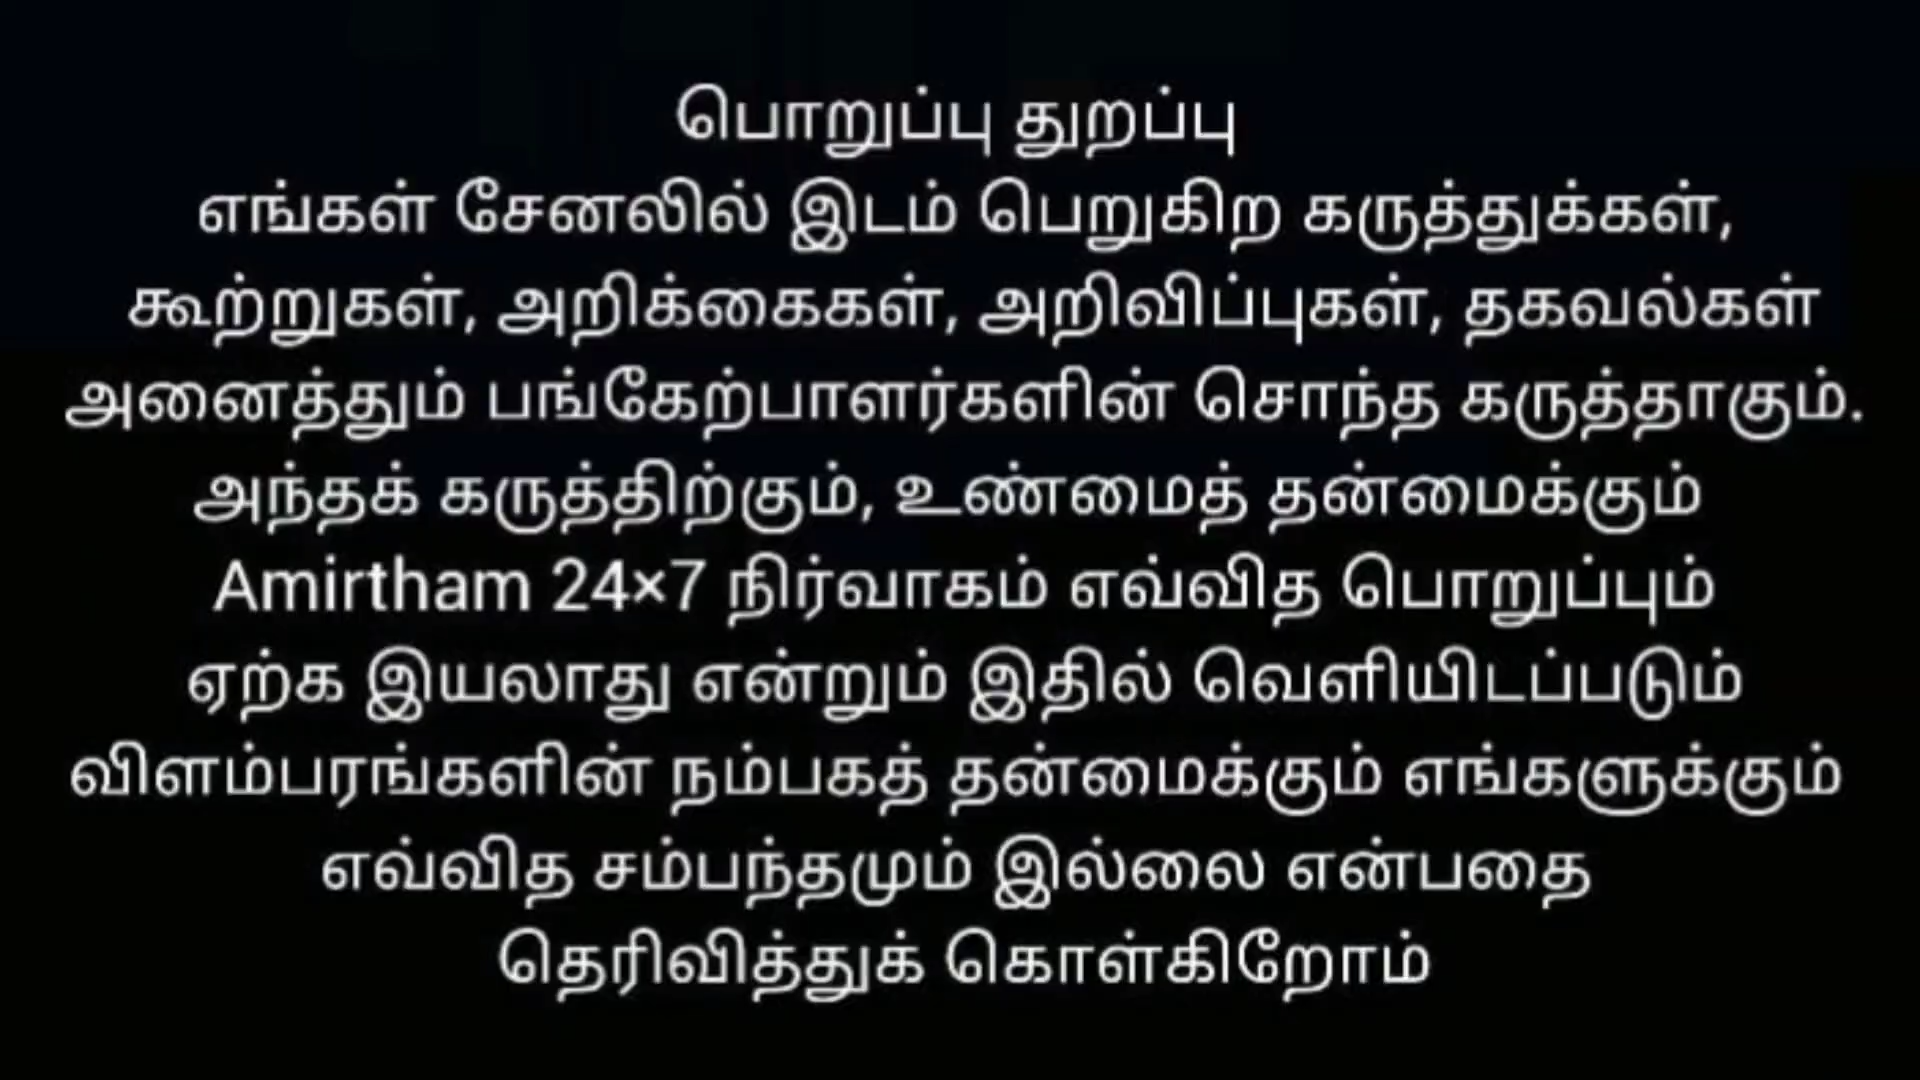 பொறுப்பு துறப்பு
எங்கள் சேனலில் இடம் பெறுகிற கருத்துக்கள்,
கூற்றுகள், அறிக்கைகள், அறிவிப்புகள், தகவல்கள்
அனைத்தும் பங்கேற்பாளர்களின் சொந்த கருத்தாகும்.
அந்தக் கருத்திற்கும், உண்மைத் தன்மைக்கும்
Amirtham 24×7 நிர்வாகம் எவ்வித பொறுப்பும்
ஏற்க இயலாது என்றும் இதில் வெளியிடப்படும்
விளம்பரங்களின் நம்பகத் தன்மைக்கும் எங்களுக்கும்
எவ்வித சம்பந்தமும் இல்லை என்பதை
தெரிவித்துக் கொள்கிறோம்